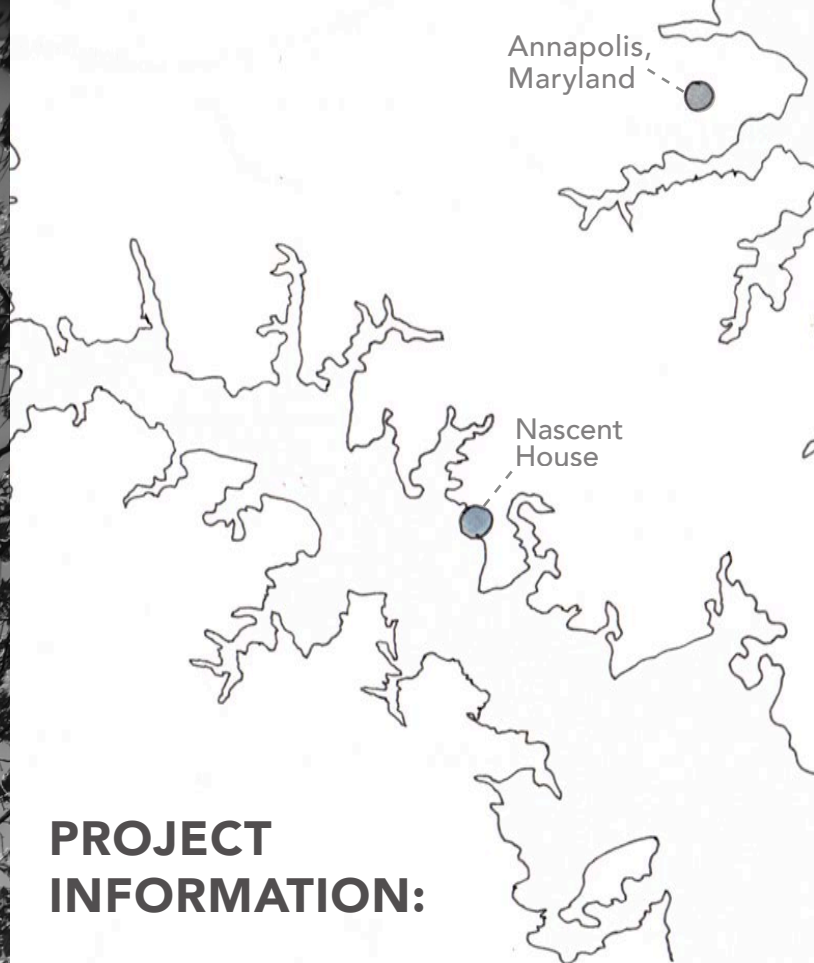 Annapolis,
Maryland
Nascent
House
PROJECT
INFORMATION: